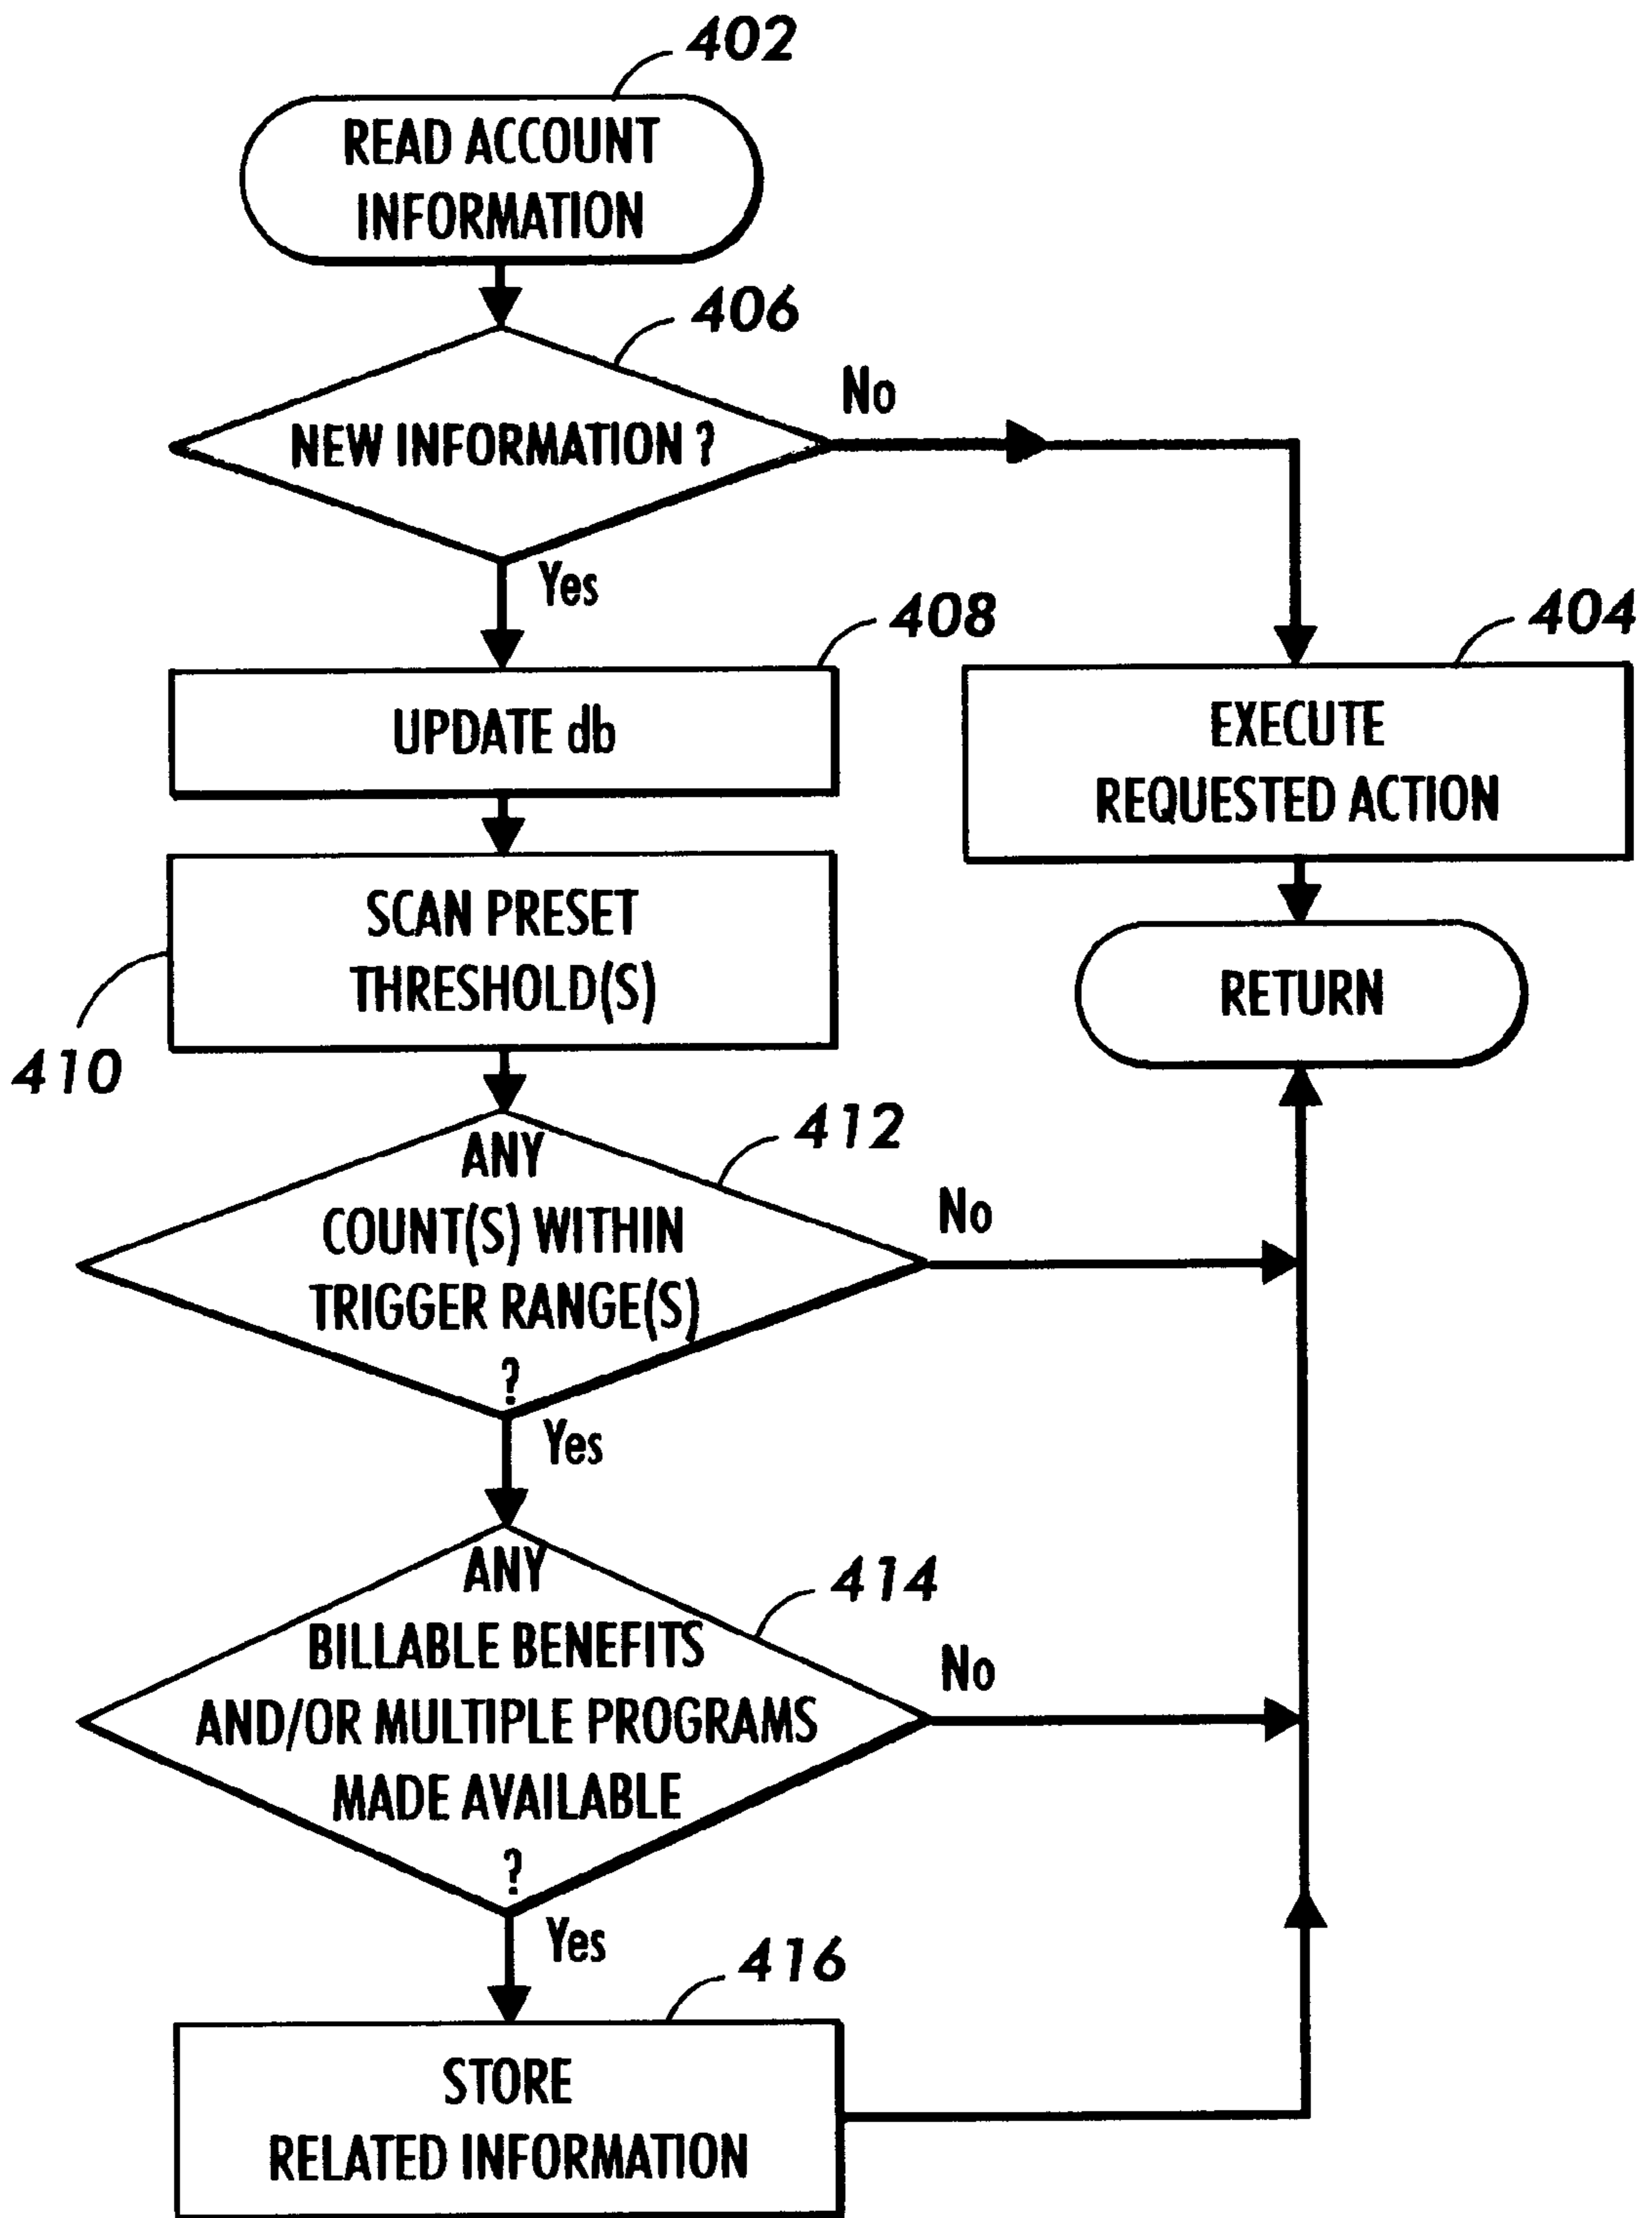 402
READ ACCOUNT
INFORMATION
406
NEW INFORMATION ?
No
Yes
408
UPDATE db
404
EXECUTE
REQUESTED ACTION
410
SCAN PRESET
THRESHOLD(S)
RETURN
412
ANY
COUNT(S) WITHIN
TRIGGER RANGE(S)
?
No
Yes
414
ANY
BILLABLE BENEFITS
AND/OR MULTIPLE PROGRAMS
MADE AVAILABLE
?
No
Yes
416
STORE
RELATED INFORMATION